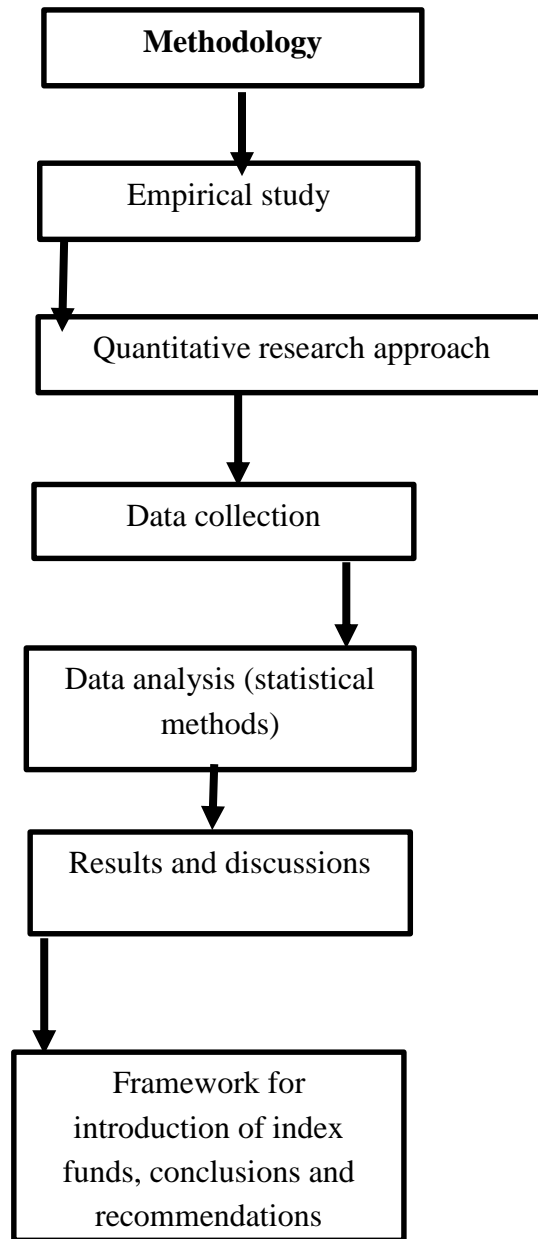 Methodology
Empirical study
Quantitative research approach
Data collection
Data analysis (statistical
methods)
Results and discussions
Framework for
introduction of index
funds, conclusions and
recommendations